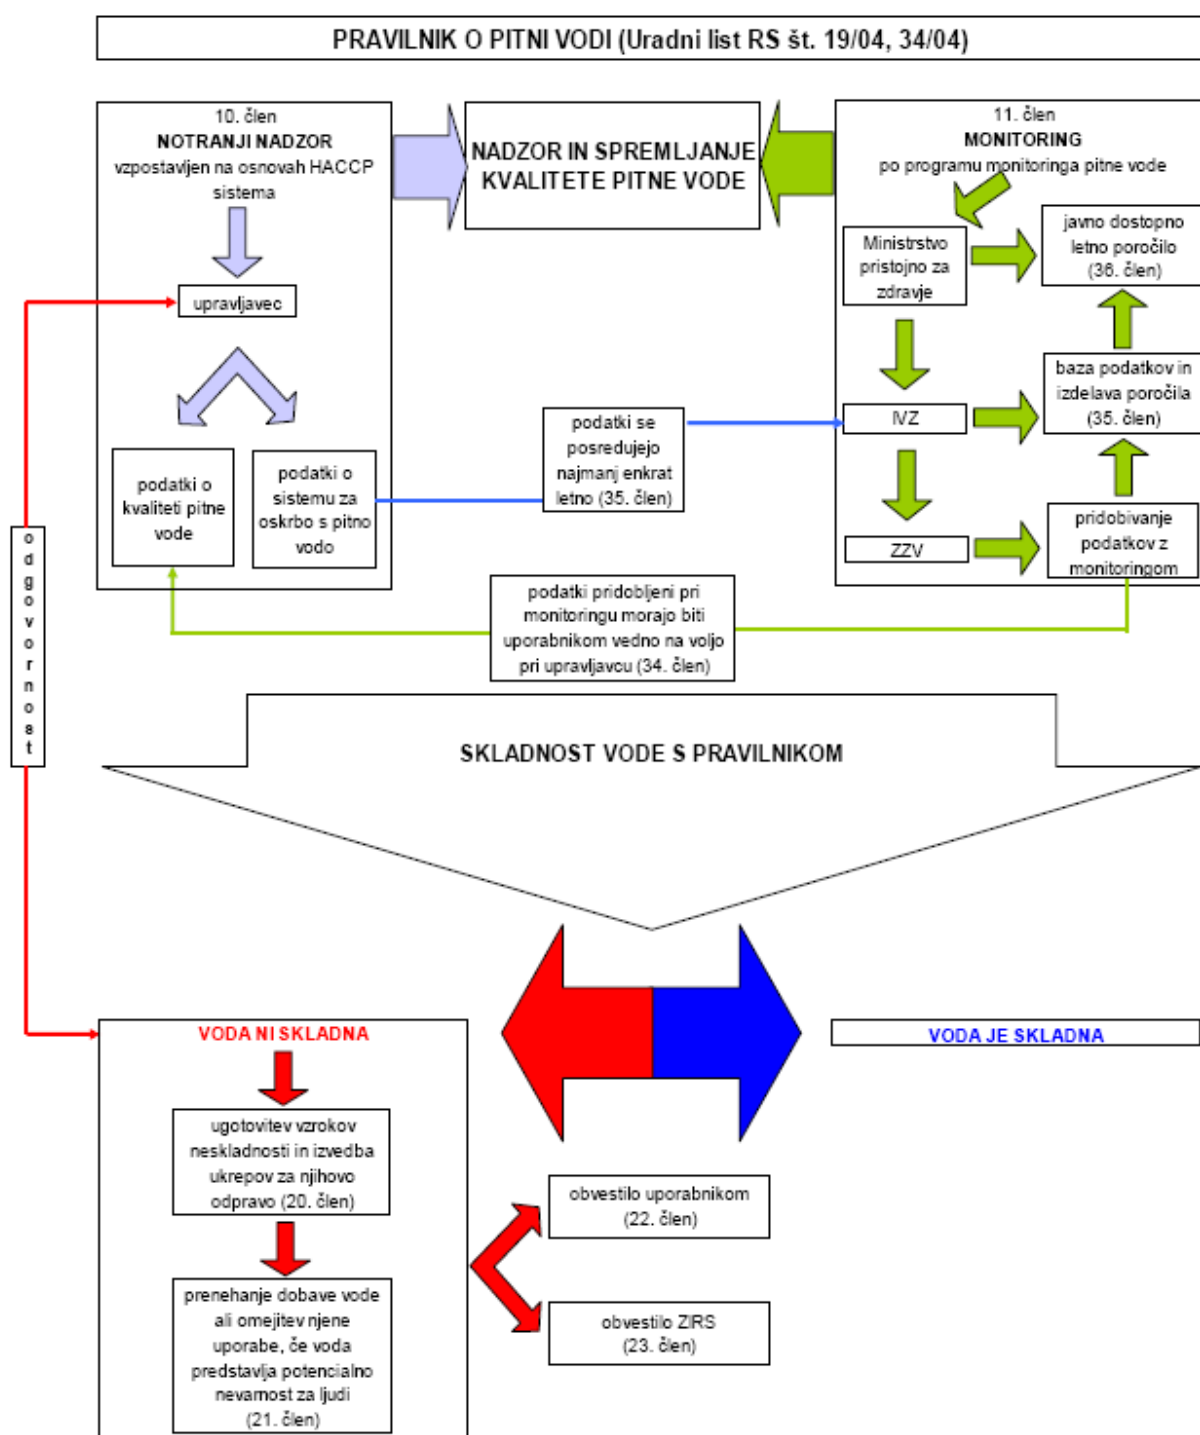 PRAVILNIK O PITNI VODI (Uradni list RS št. 19/04, 34/04)
10. člen
NOTRANJI NADZOR
vzpostavljen na osnovah HACCP
sistema
NADZOR IN SPREMLJANJE
KVALITETE PITNE VODE
11. člen
MONITORING
po programu monitoringa pitne vode
Ministrstvo
pristojno za
zdravje
javno dostopno
letno poročilo
(36. člen)
upravljavec
baza podatkov in
izdelava poročila
(35. člen)
IVZ
podatki se
posredujejo
najmanj enkrat
letno (35. člen)
podatki o
kvaliteti pitne
vode
podatki o
sistemu za
oskrbo s pitno
vodo
ZZV
pridobivanje
podatkov z
monitoringom
odgovornost
podatki pridobljeni pri
monitoringu morajo biti
uporabnikom vedno na voljo
pri upravljavcu (34. člen)
SKLADNOST VODE S PRAVILNIKOM
VODA NI SKLADNA
VODA JE SKLADNA
ugotovitev vzrokov
neskladnosti in izvedba
ukrepov za njihovo
odpravo (20. člen)
obvestilo uporabnikom
(22. člen)
prenehanje dobave vode
ali omejitev njene
uporabe, če voda
predstavlja potencialno
nevarnost za ljudi
(21. člen)
obvestilo ZIRS
(23. člen)